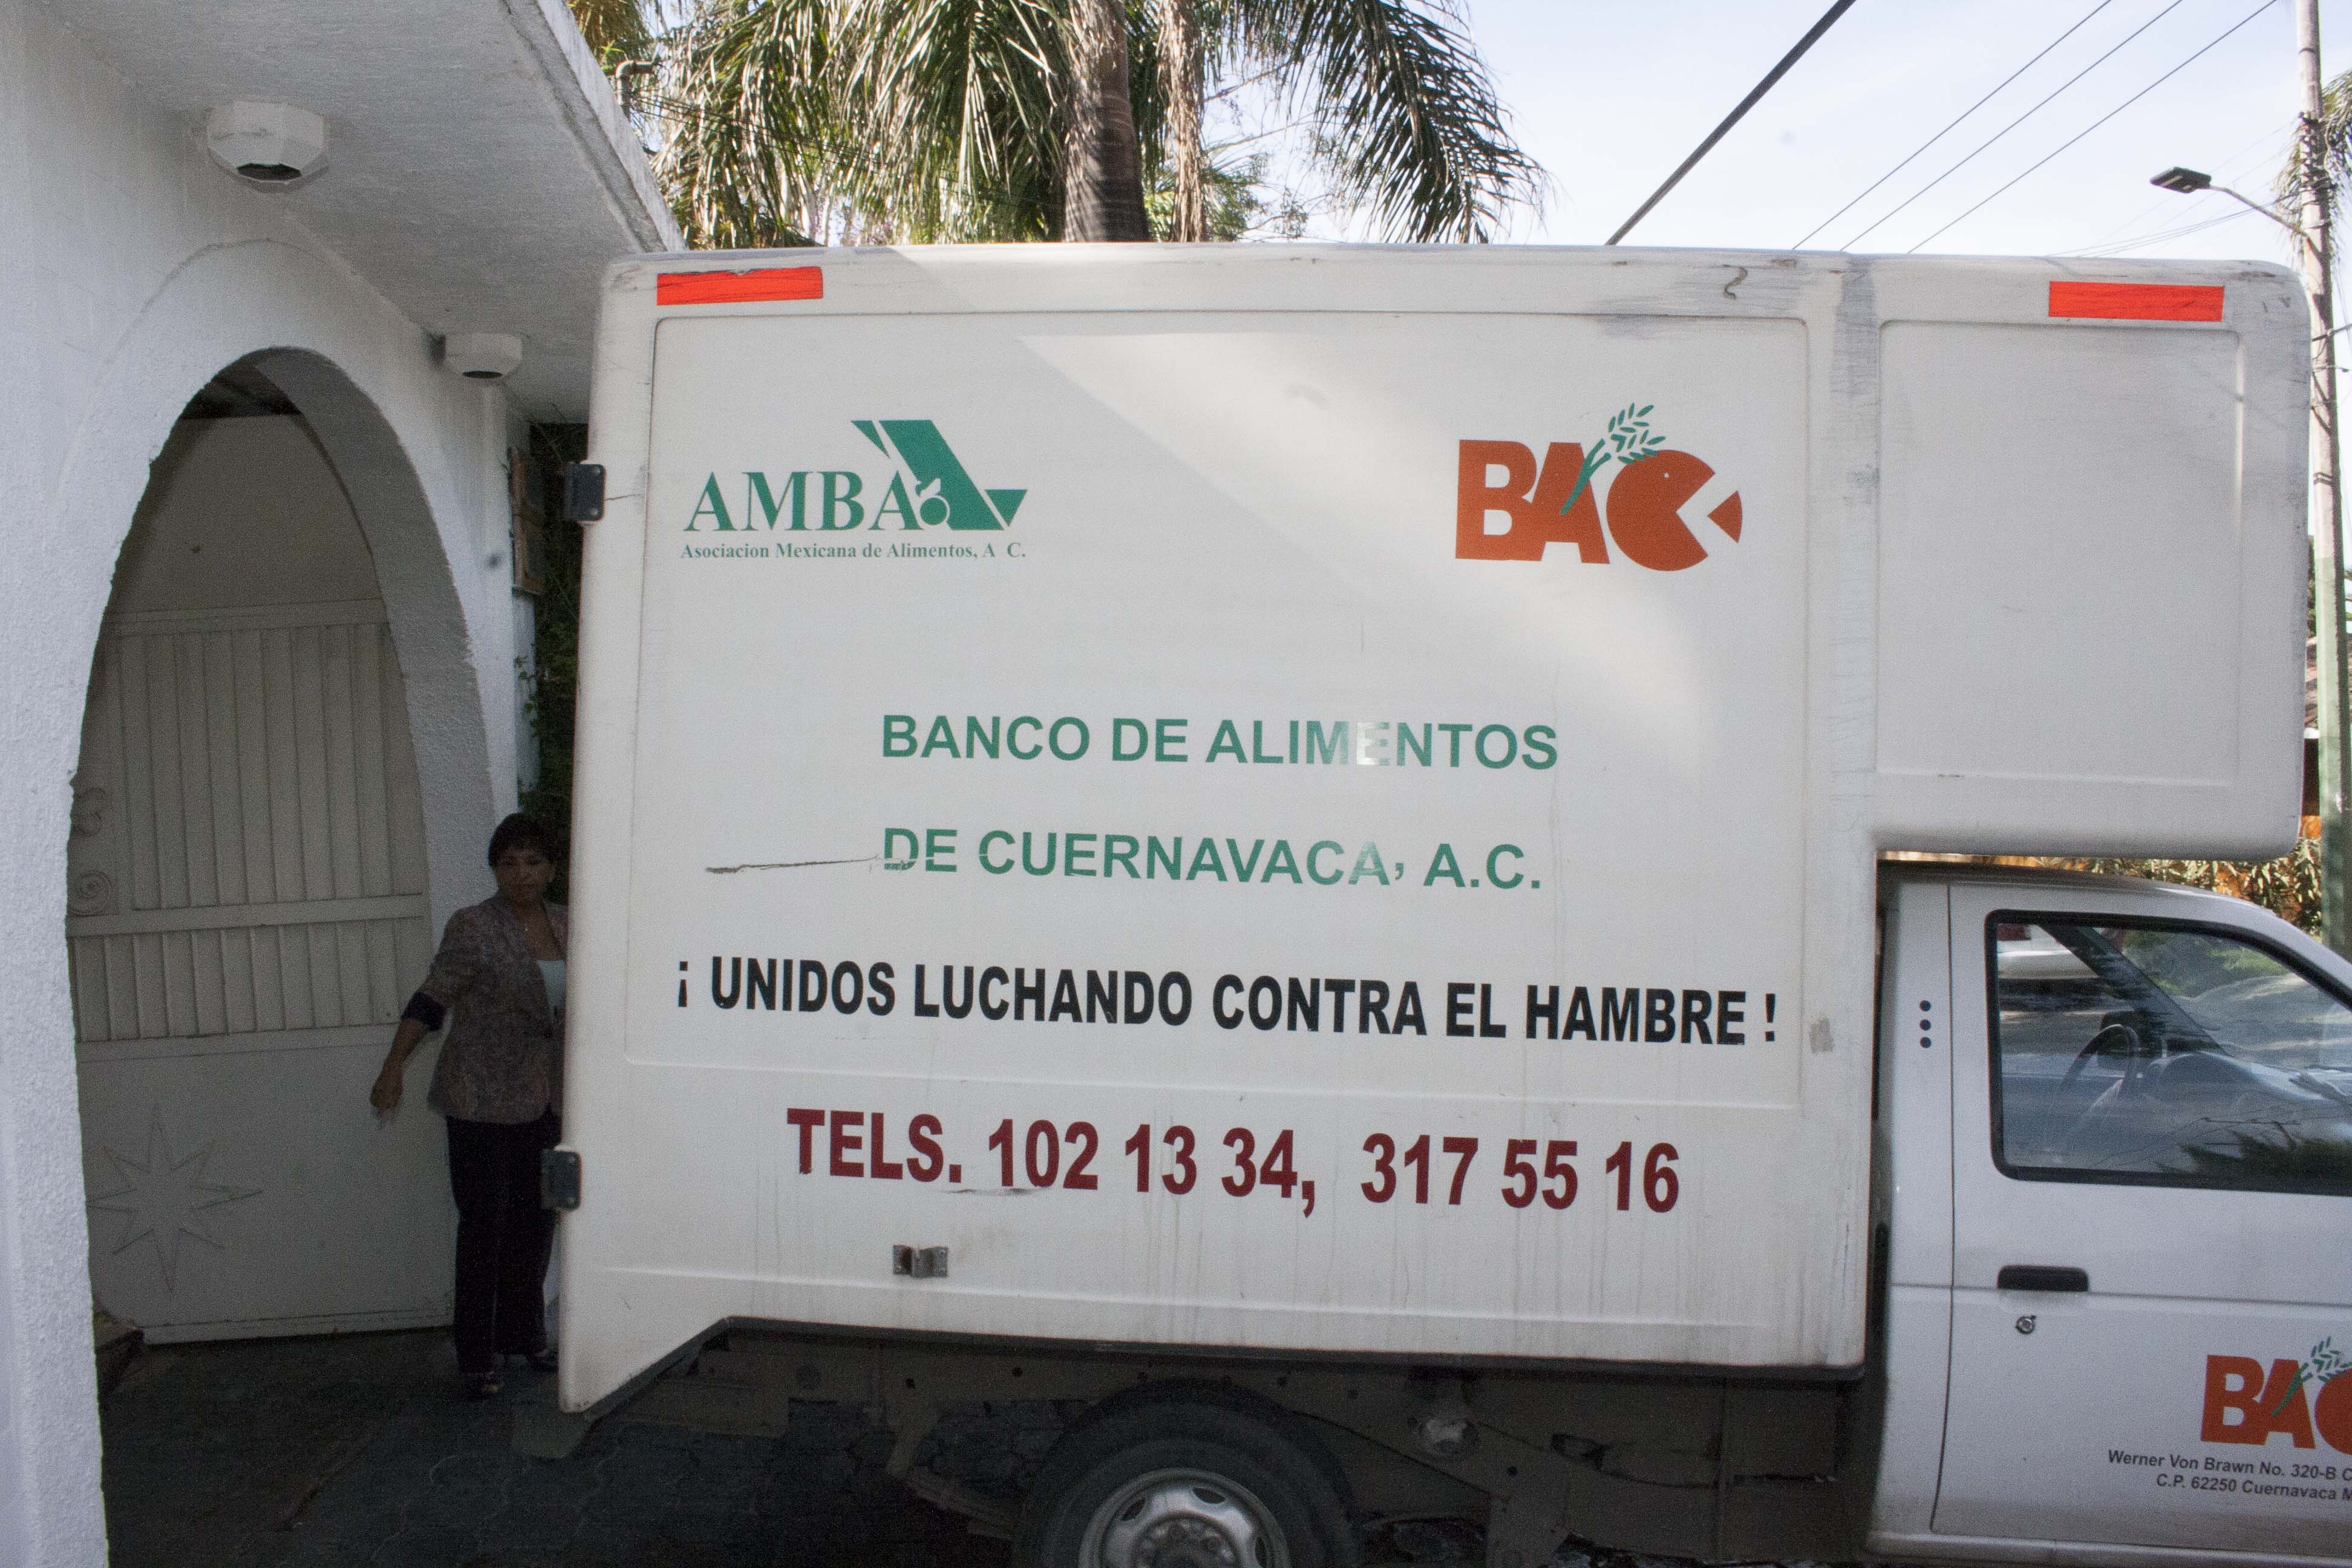 AMBA
Asociacion Mexicana de Alimentos, A C.
BAC
BANCO DE ALIMENTOS
DE CUERNAVACA, A.C.
¡ UNIDOS LUCHANDO CONTRA EL HAMBRE !
TELS. 102 13 34, 317 55 16
BAC
Werner Von Brawn No. 320-B
C.P. 62250 Cuernavaca